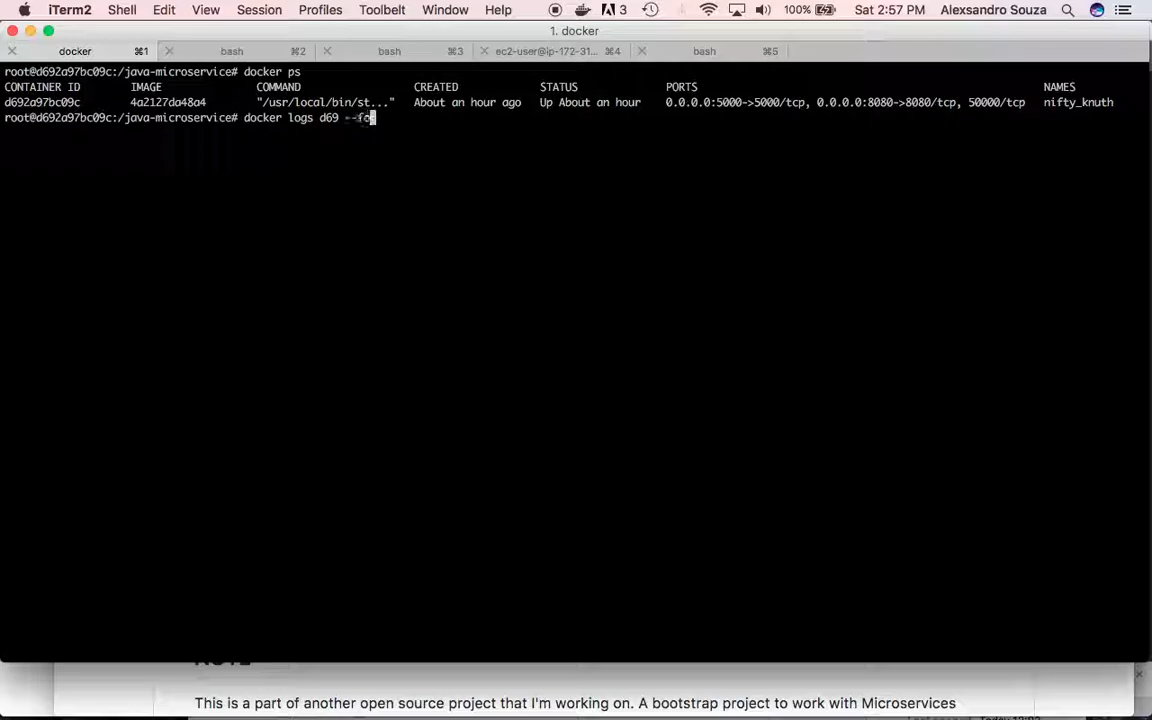 iTerm2 Shell Edit View Session Profiles Toolbelt Window Help 3 100% Sat 2:57 PM Alexsandro Souza
1. docker
docker ⌘1 bash ⌘2 bash ⌘3 ec2-user@ip-172-31... ⌘4 bash ⌘5
root@d692a97bc09c:/java-microservice# docker ps
CONTAINER ID IMAGE COMMAND CREATED STATUS PORTS NAMES
d692a97bc09c 4a2127da48a4 "/usr/local/bin/st..." About an hour ago Up About an hour 0.0.0.0:5000->5000/tcp, 0.0.0.0:8080->8080/tcp, 50000/tcp nifty_knuth
root@d692a97bc09c:/java-microservice# docker logs d69 --fo
This is a part of another open source project that I'm working on. A bootstrap project to work with Microservices